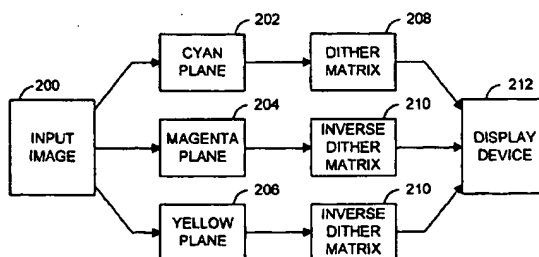 202
CYAN
PLANE
208
DITHER
MATRIX
200
INPUT
IMAGE
204
MAGENTA
PLANE
210
INVERSE
DITHER
MATRIX
212
DISPLAY
DEVICE
206
YELLOW
PLANE
210
INVERSE
DITHER
MATRIX